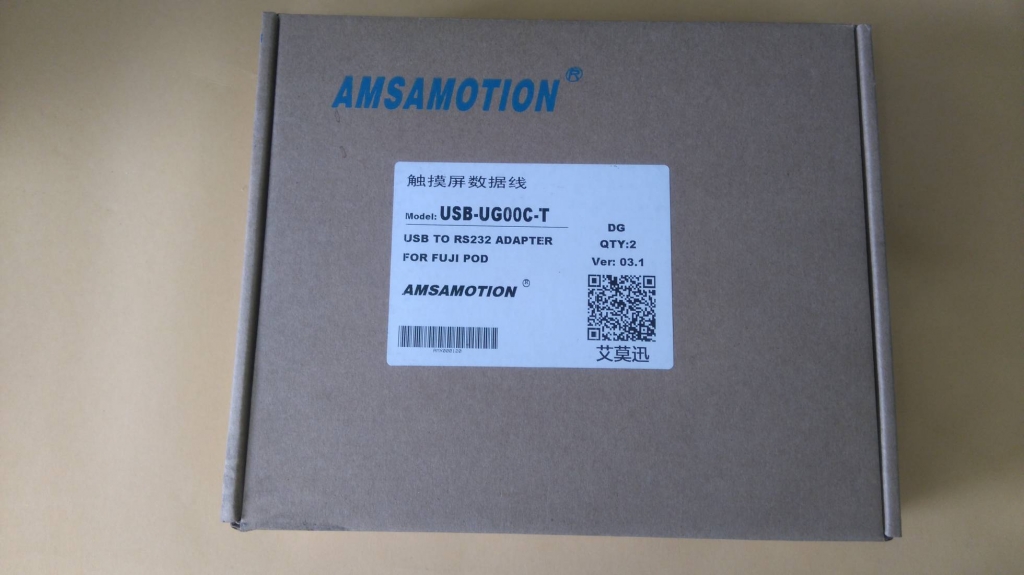 AMSAMOTION®
触摸屏数据线
Model: USB-UG00C-T
USB TO RS232 ADAPTER
FOR FUJI POD
AMSAMOTION®
DG
QTY:2
Ver: 03.1
艾莫迅